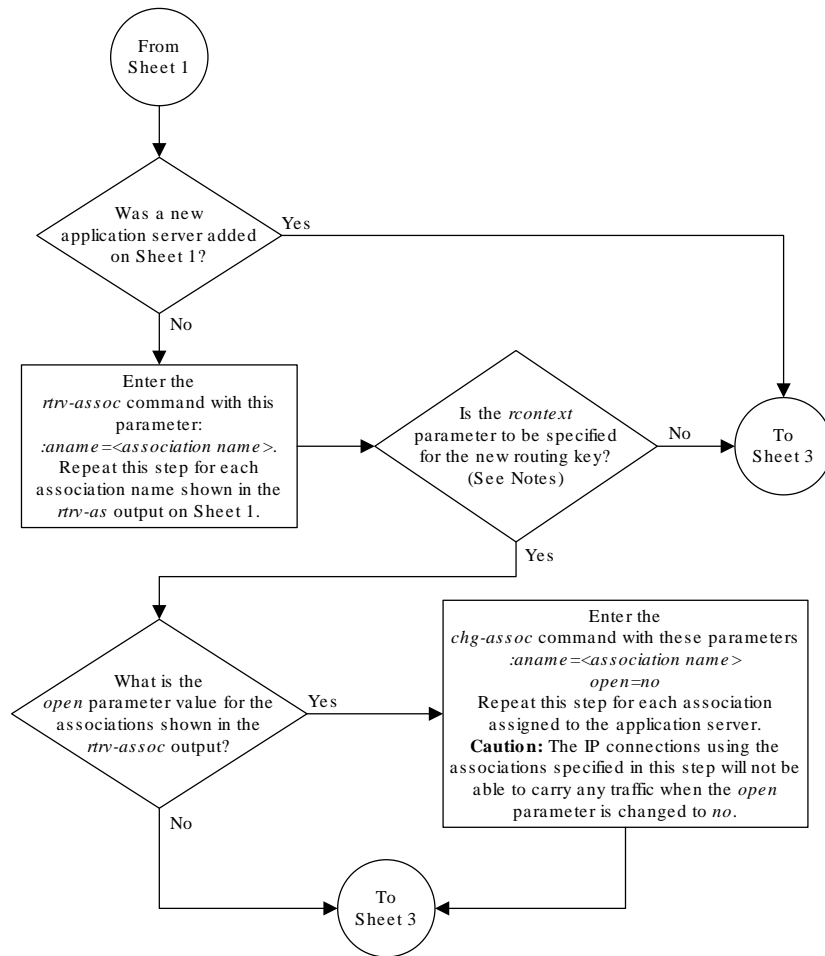 From
Sheet 1
Was a new
application server added
on Sheet 1?
Yes
No
Enter the
rtrv-assoc command with this
parameter:
:aname=<association name>.
Repeat this step for each
association name shown in the
rtrv-as output on Sheet 1.
Is the rcontext
parameter to be specified
for the new routing key?
(See Notes)
No
To
Sheet 3
Yes
What is the
open parameter value for the
associations shown in the
rtrv-assoc output?
Yes
Enter the
chg-assoc command with these parameters
:aname=<association name>
open=no
Repeat this step for each association
assigned to the application server.
Caution: The IP connections using the
associations specified in this step will not be
able to carry any traffic when the open
parameter is changed to no.
No
To
Sheet 3